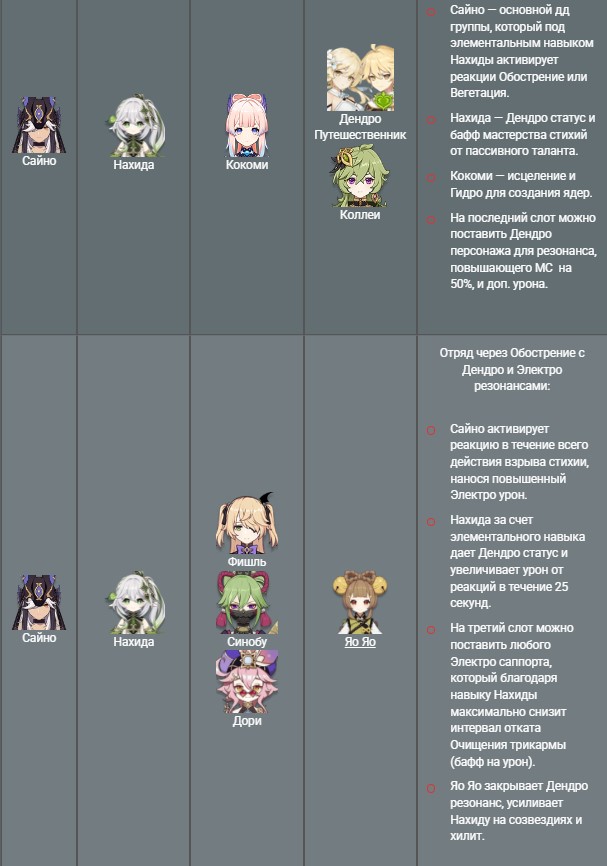 Сайно
Нахида
Кокоми
Дендро
Путешественник
Коллеи
Сайно — основной дд
группы, который под
элементальным навыком
Нахиды активирует
реакции Обострение или
Вегетация.
Нахида — Дендро статус и
бафф мастерства стихий
от пассивного таланта.
Кокоми — исцеление и
Гидро для создания ядер.
На последний слот можно
поставить Дендро
персонажа для резонанса,
повышающего МС на
50%, и доп. урона.
Сайно
Нахида
Фишль
Синобу
Дори
Яо Яо
Отряд через Обострение с
Дендро и Электро
резонансами:
Сайно активирует
реакцию в течение всего
действия взрыва стихии,
нанося повышенный
Электро урон.
Нахида за счет
элементального навыка
дает Дендро статус и
увеличивает урон от
реакций в течение 25
секунд.
На третий слот можно
поставить любого
Электро саппорта,
который благодаря
навыку Нахиды
максимально снизит
интервал отката
Очищения трикармы
(бафф на урон).
Яо Яо закрывает Дендро
резонанс, усиливает
Нахиду на созвездиях и
хилит.